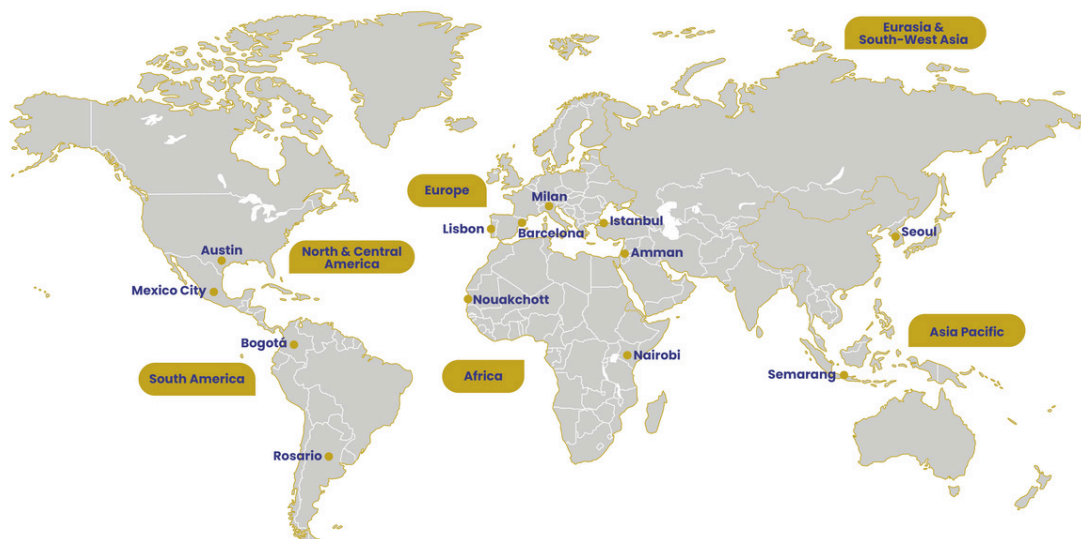 Eurasia &
South-West Asia
Europe
Milan
Lisbon
Barcelona
Istanbul
Seoul
Austin
North & Central
America
Amman
Mexico City
Nouakchott
Bogotá
Asia Pacific
Nairobi
South America
Africa
Semarang
Rosario